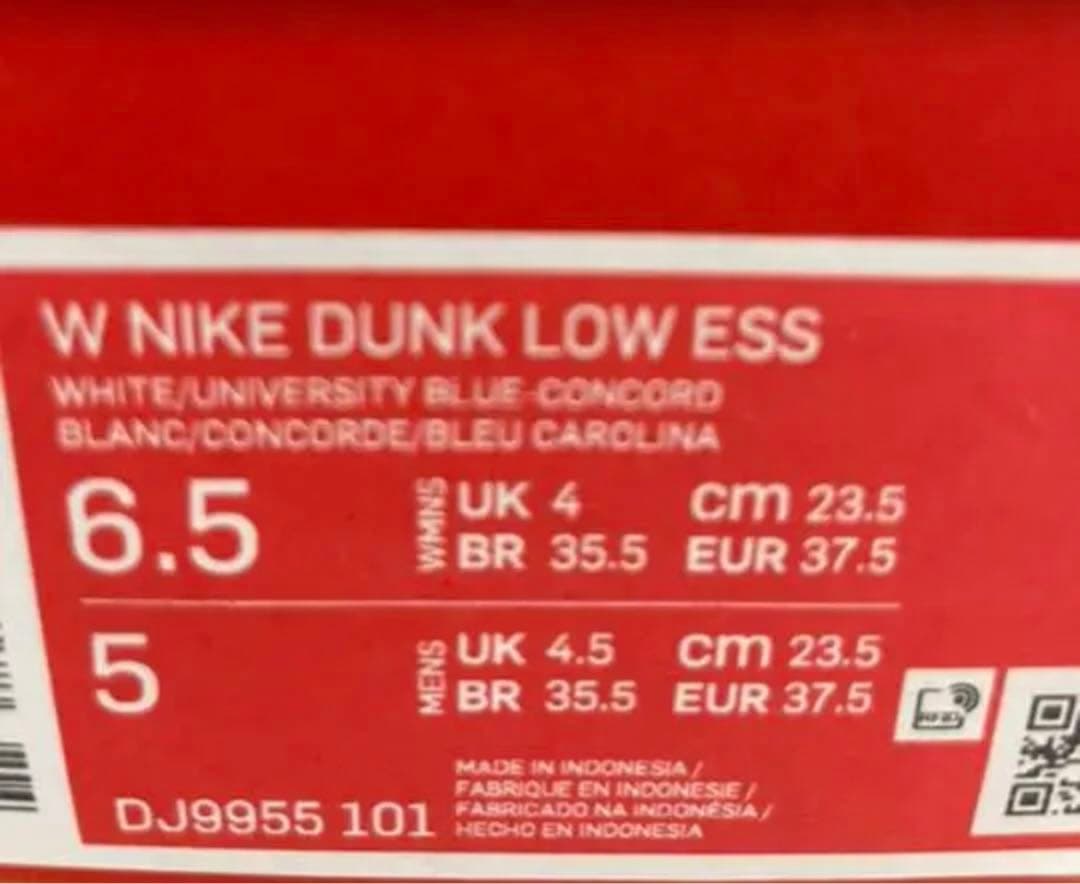 W NIKE DUNK LOW ESS
WHITE/UNIVERSITY BLUE-CONCORD
BLANC/CONCORDE/BLEU CAROLINA
6.5 WMNS UK 4 cm 23.5
BR 35.5 EUR 37.5
5 MENS UK 4.5 cm 23.5
BR 35.5 EUR 37.5
RFID
MADE IN INDONESIA /
FABRIQUE EN INDONESIE /
FABRICADO NA INDONÉSIA /
HECHO EN INDONESIA
DJ9955 101